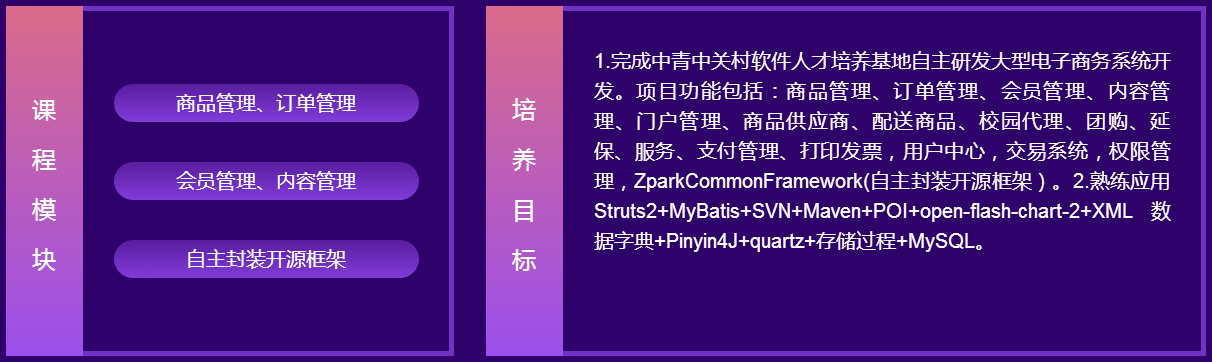 课程模块
商品管理、订单管理
会员管理、内容管理
自主封装开源框架
培养目标
1.完成中青中关村软件人才培养基地自主研发大型电子商务系统开
发。项目功能包括：商品管理、订单管理、会员管理、内容管
理、门户管理、商品供应商、配送商品、校园代理、团购、延
保、服务、支付管理、打印发票，用户中心，交易系统，权限管
理，ZparkCommonFramework(自主封装开源框架）。2.熟练应用
Struts2+MyBatis+SVN+Maven+POI+open-flash-chart-2+XML 数
据字典+Pinyin4J+quartz+存储过程+MySQL。